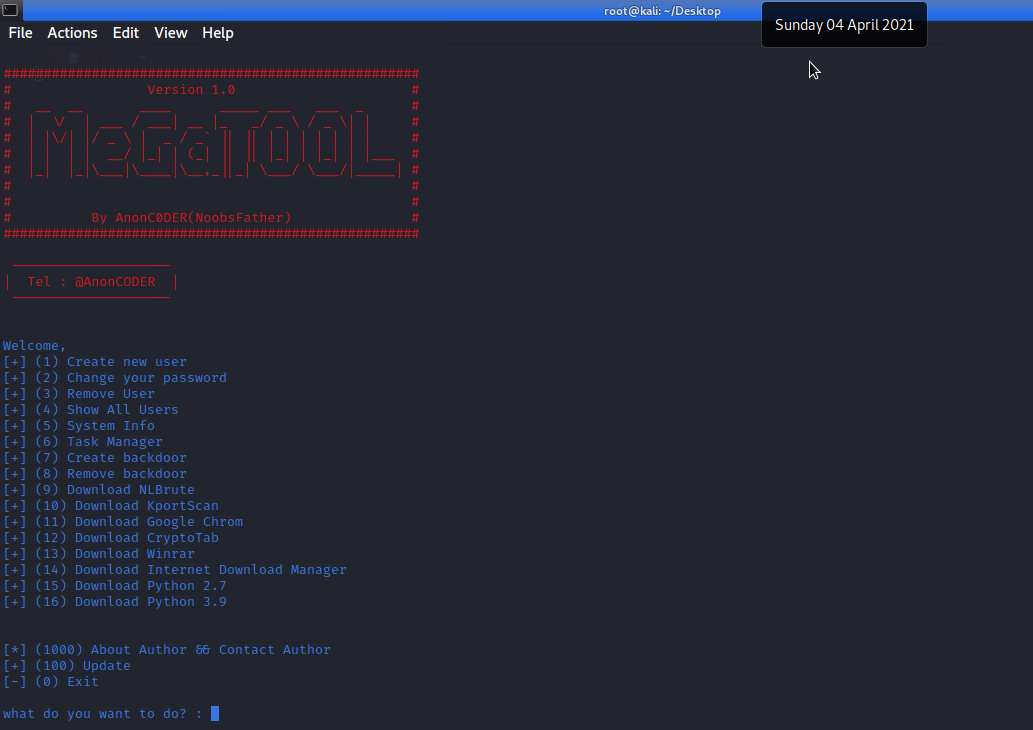 root@kali: ~/Desktop
Sunday 04 April 2021
File Actions Edit View Help
####################################################
# Version 1.0 #
# MegaTOOL #
# By AnonC0DER(NoobsFather) #
####################################################
| Tel : @AnonCODER |
Welcome,
[+] (1) Create new user
[+] (2) Change your password
[+] (3) Remove User
[+] (4) Show All Users
[+] (5) System Info
[+] (6) Task Manager
[+] (7) Create backdoor
[+] (8) Remove backdoor
[+] (9) Download NLBrute
[+] (10) Download KportScan
[+] (11) Download Google Chrom
[+] (12) Download CryptoTab
[+] (13) Download Winrar
[+] (14) Download Internet Download Manager
[+] (15) Download Python 2.7
[+] (16) Download Python 3.9
[*] (1000) About Author && Contact Author
[+] (100) Update
[-] (0) Exit
what do you want to do? :